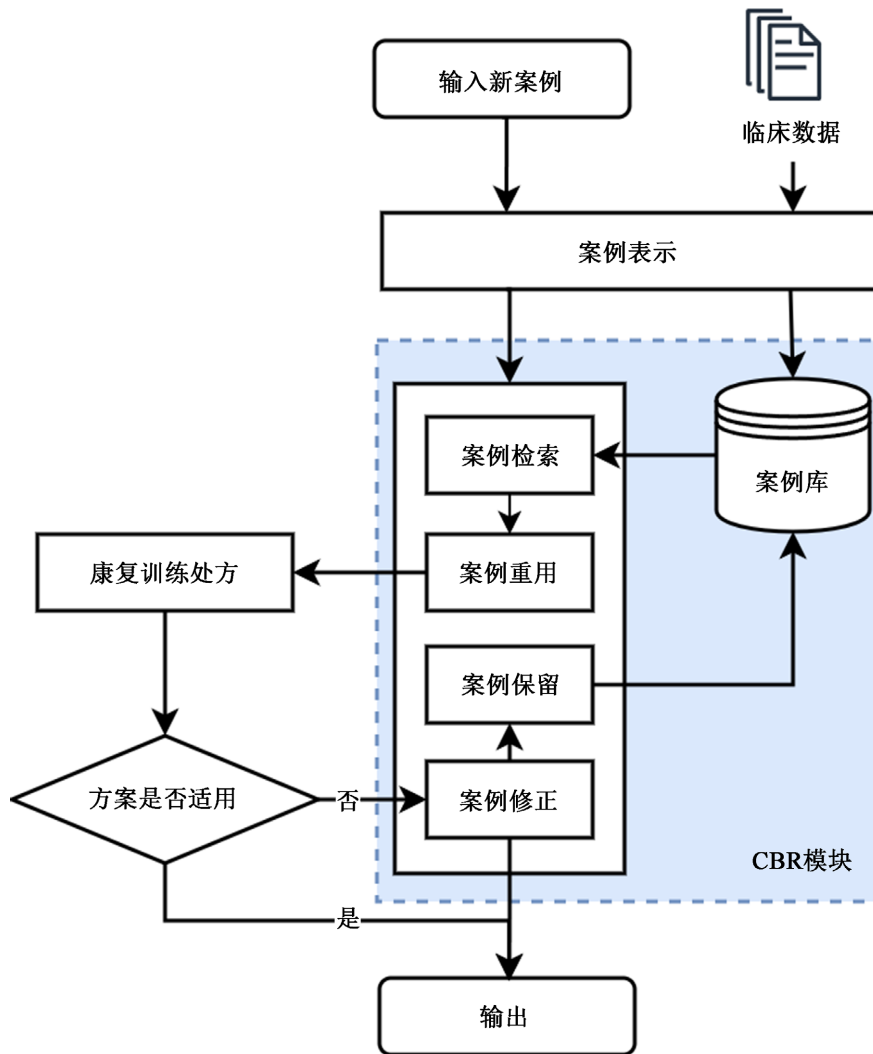 输入新案例
临床数据
案例表示
案例检索
案例库
康复训练处方
案例重用
案例保留
方案是否适用
否
案例修正
CBR模块
是
输出